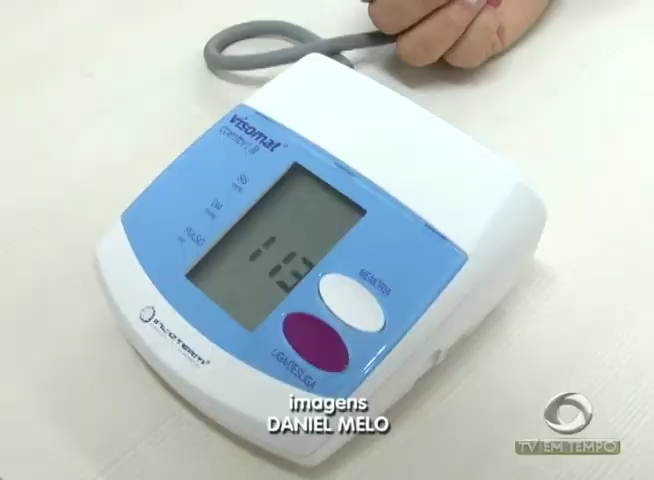 visomat
comfort III
SIS
DIA
PULSO
113
MEMÓRIA
LIGA/DESLIGA
INCOTERM
imagens
DANIEL MELO
TV EM TEMPO